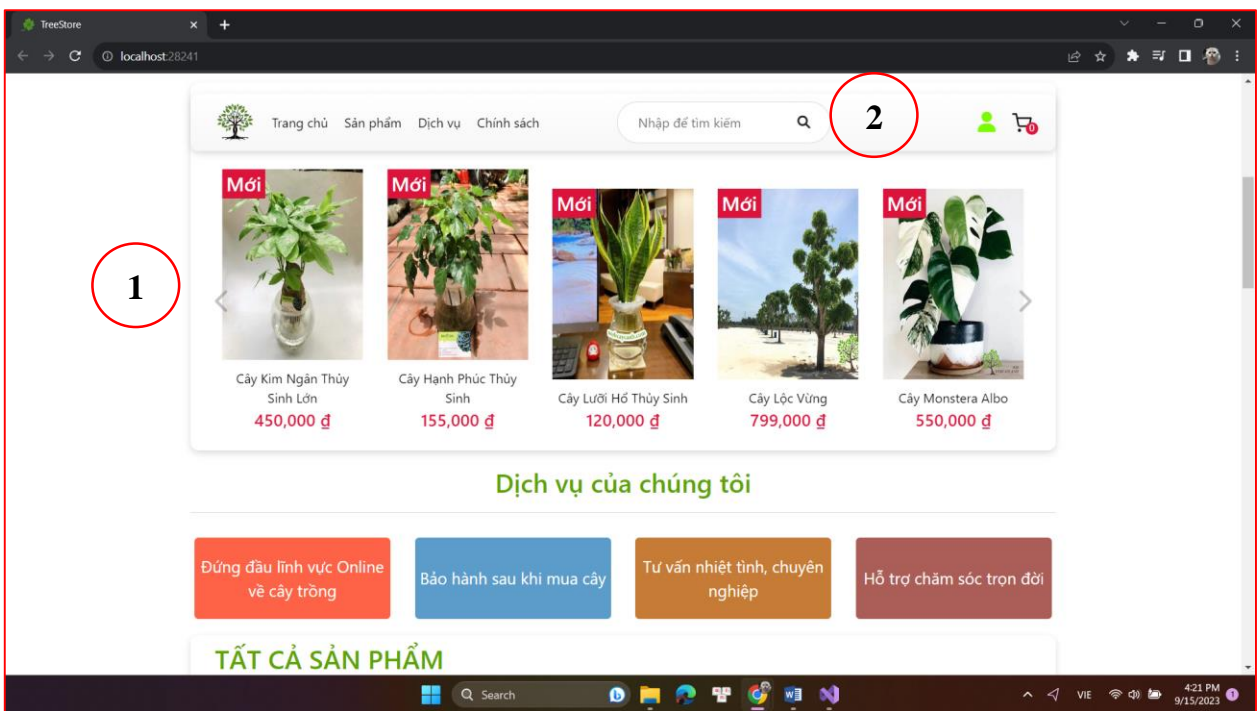 TreeStore
localhost:28241
Trang chủ Sản phẩm Dịch vụ Chính sách Nhập để tìm kiếm 2 0
1
Mới Mới Mới Mới Mới
Cây Kim Ngân Thủy
Sinh Lớn
450,000 ₫
Cây Hạnh Phúc Thủy
Sinh
155,000 ₫
Cây Lưỡi Hổ Thủy Sinh
120,000 ₫
Cây Lộc Vừng
799,000 ₫
Cây Monstera Albo
550,000 ₫
Dịch vụ của chúng tôi
Đứng đầu lĩnh vực Online
về cây trồng
Bảo hành sau khi mua cây
Tư vấn nhiệt tình, chuyên
nghiệp
Hỗ trợ chăm sóc trọn đời
TẤT CẢ SẢN PHẨM
Search
VIE
4:21 PM
9/15/2023
1